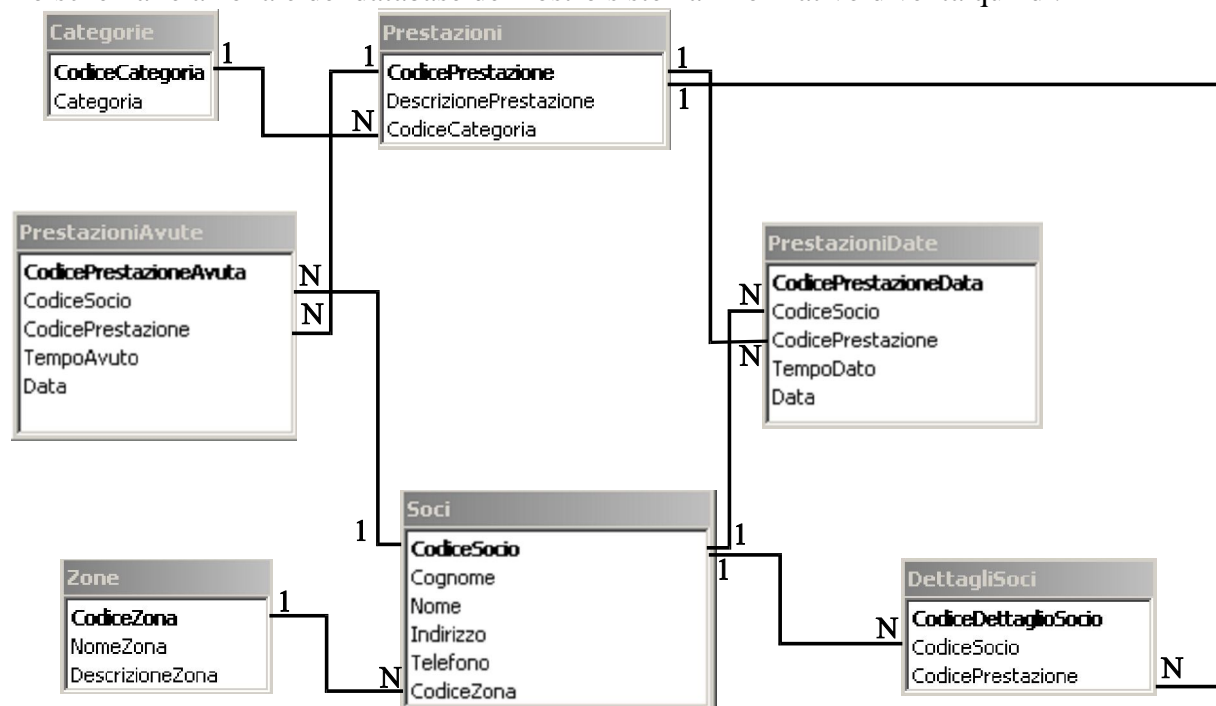 Categorie
CodiceCategoria
Categoria
1
Prestazioni
CodicePrestazione
DescrizionePrestazione
CodiceCategoria
1
N
1
1
PrestazioniAvute
CodicePrestazioneAvuta
CodiceSocio
CodicePrestazione
TempoAvuto
Data
N
N
PrestazioniDate
CodicePrestazioneData
CodiceSocio
CodicePrestazione
TempoDato
Data
N
N
Soci
CodiceSocio
Cognome
Nome
Indirizzo
Telefono
CodiceZona
1
1
1
N
Zone
CodiceZona
NomeZona
DescrizioneZona
1
DettagliSoci
CodiceDettaglioSocio
CodiceSocio
CodicePrestazione
N
N